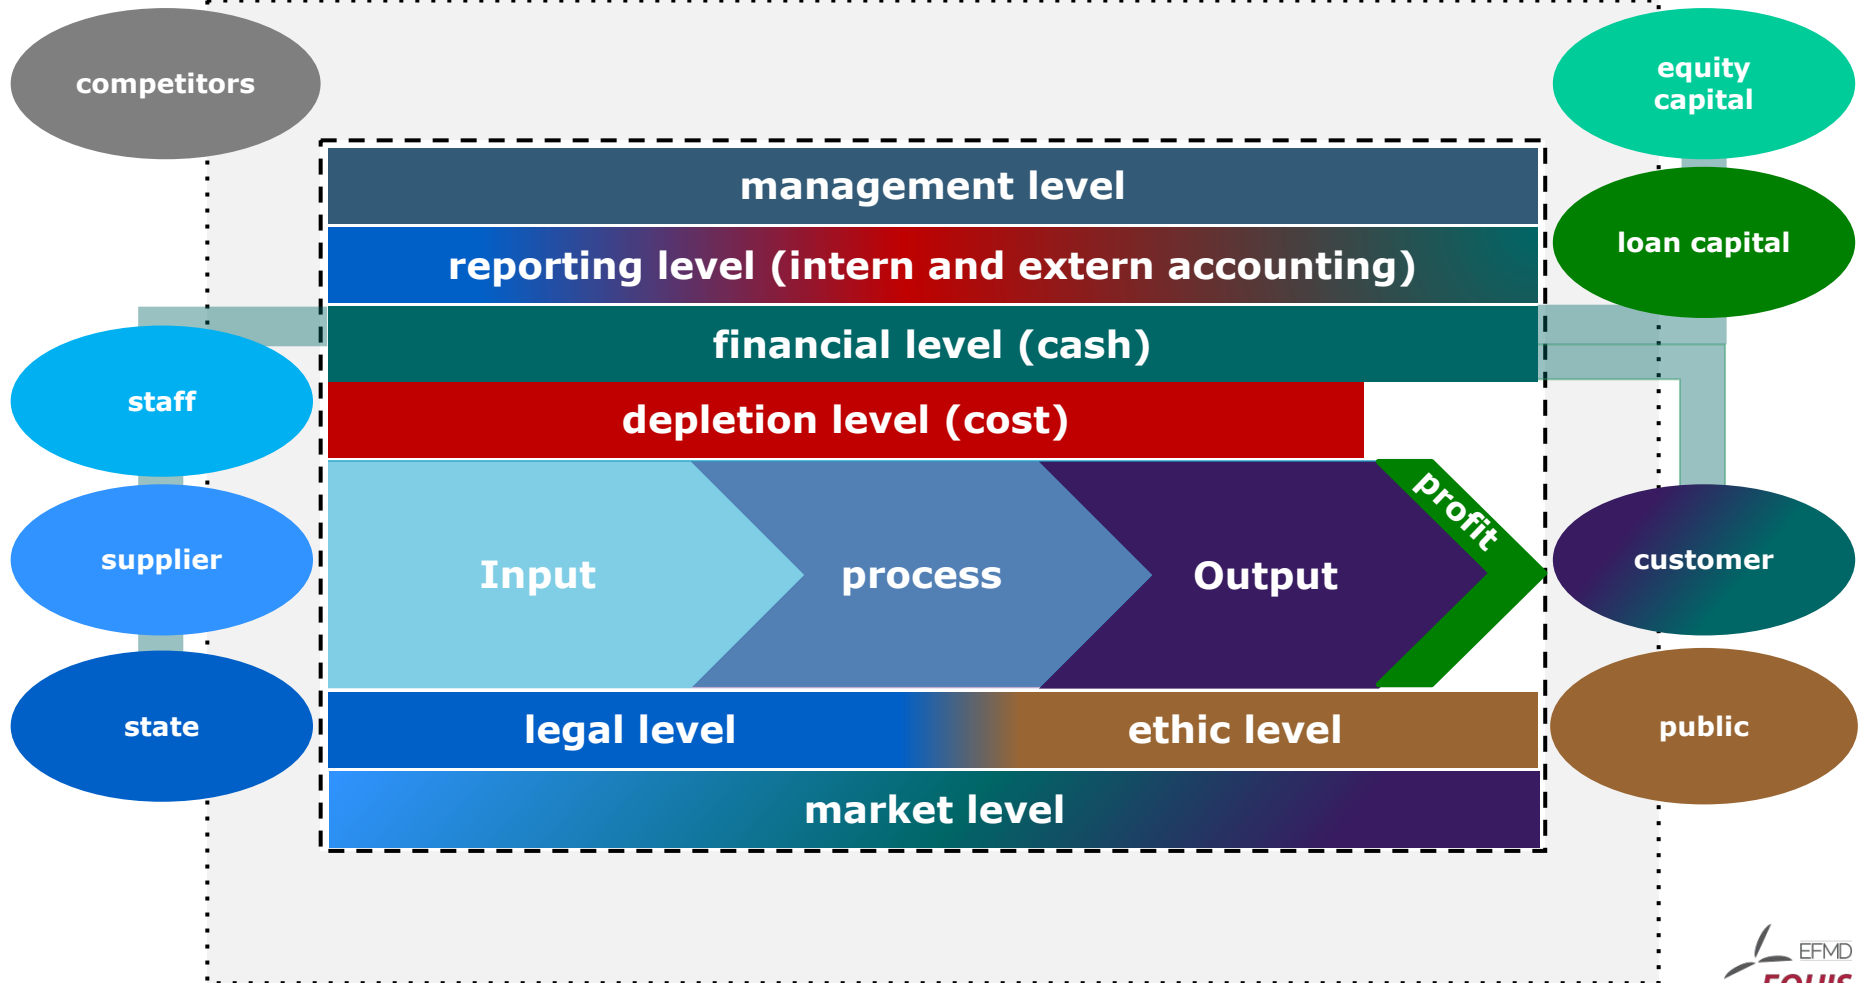 competitors
equity
capital
management level
reporting level (intern and extern accounting)
loan capital
financial level (cash)
staff
depletion level (cost)
profit
supplier
Input
process
Output
customer
state
legal level
ethic level
public
market level
EFMD
EQUIS